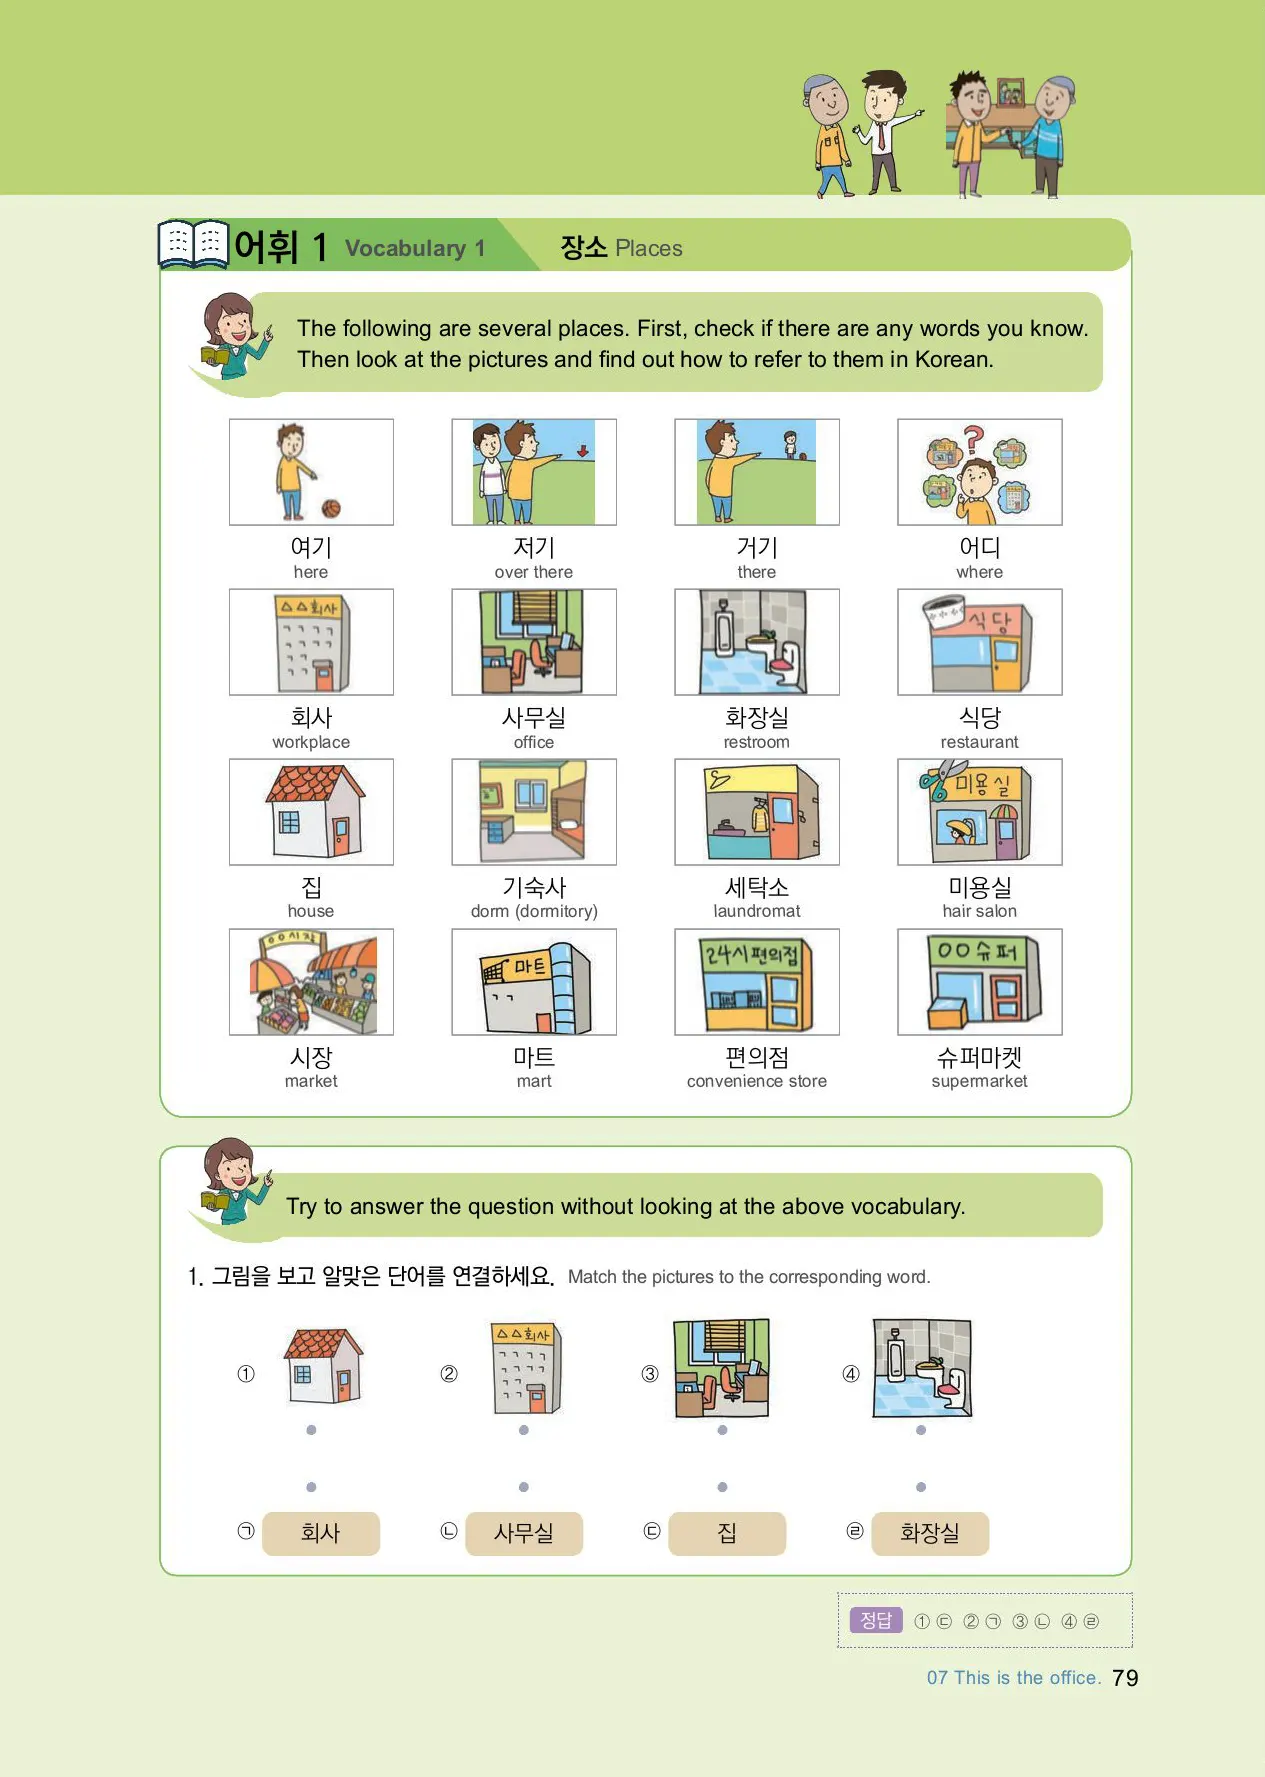 어휘 1 Vocabulary 1 장소 Places
The following are several places. First, check if there are any words you know.
Then look at the pictures and find out how to refer to them in Korean.
여기 저기 거기 어디
here over there there where
△△회사 식당
회사 사무실 화장실 식당
workplace office restroom restaurant
미용실
집 기숙사 세탁소 미용실
house dorm (dormitory) laundromat hair salon
○○시장 마트 24시편의점 ○○슈퍼
시장 마트 편의점 슈퍼마켓
market mart convenience store supermarket
Try to answer the question without looking at the above vocabulary.
1. 그림을 보고 알맞은 단어를 연결하세요. Match the pictures to the corresponding word.
△△회사
① ② ③ ④
㉠ 회사 ㉡ 사무실 ㉢ 집 ㉣ 화장실
정답 ① ㉢ ② ㉠ ③ ㉡ ④ ㉣
07 This is the office. 79